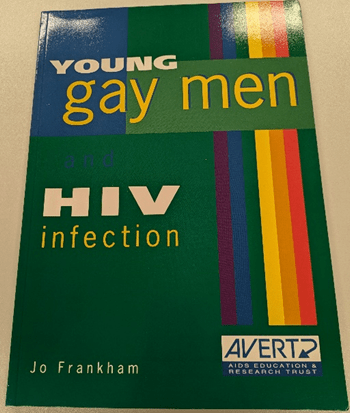 YOUNG
gay men
and
HIV
infection
Jo Frankham
AVERT
AIDS EDUCATION &
RESEARCH TRUST